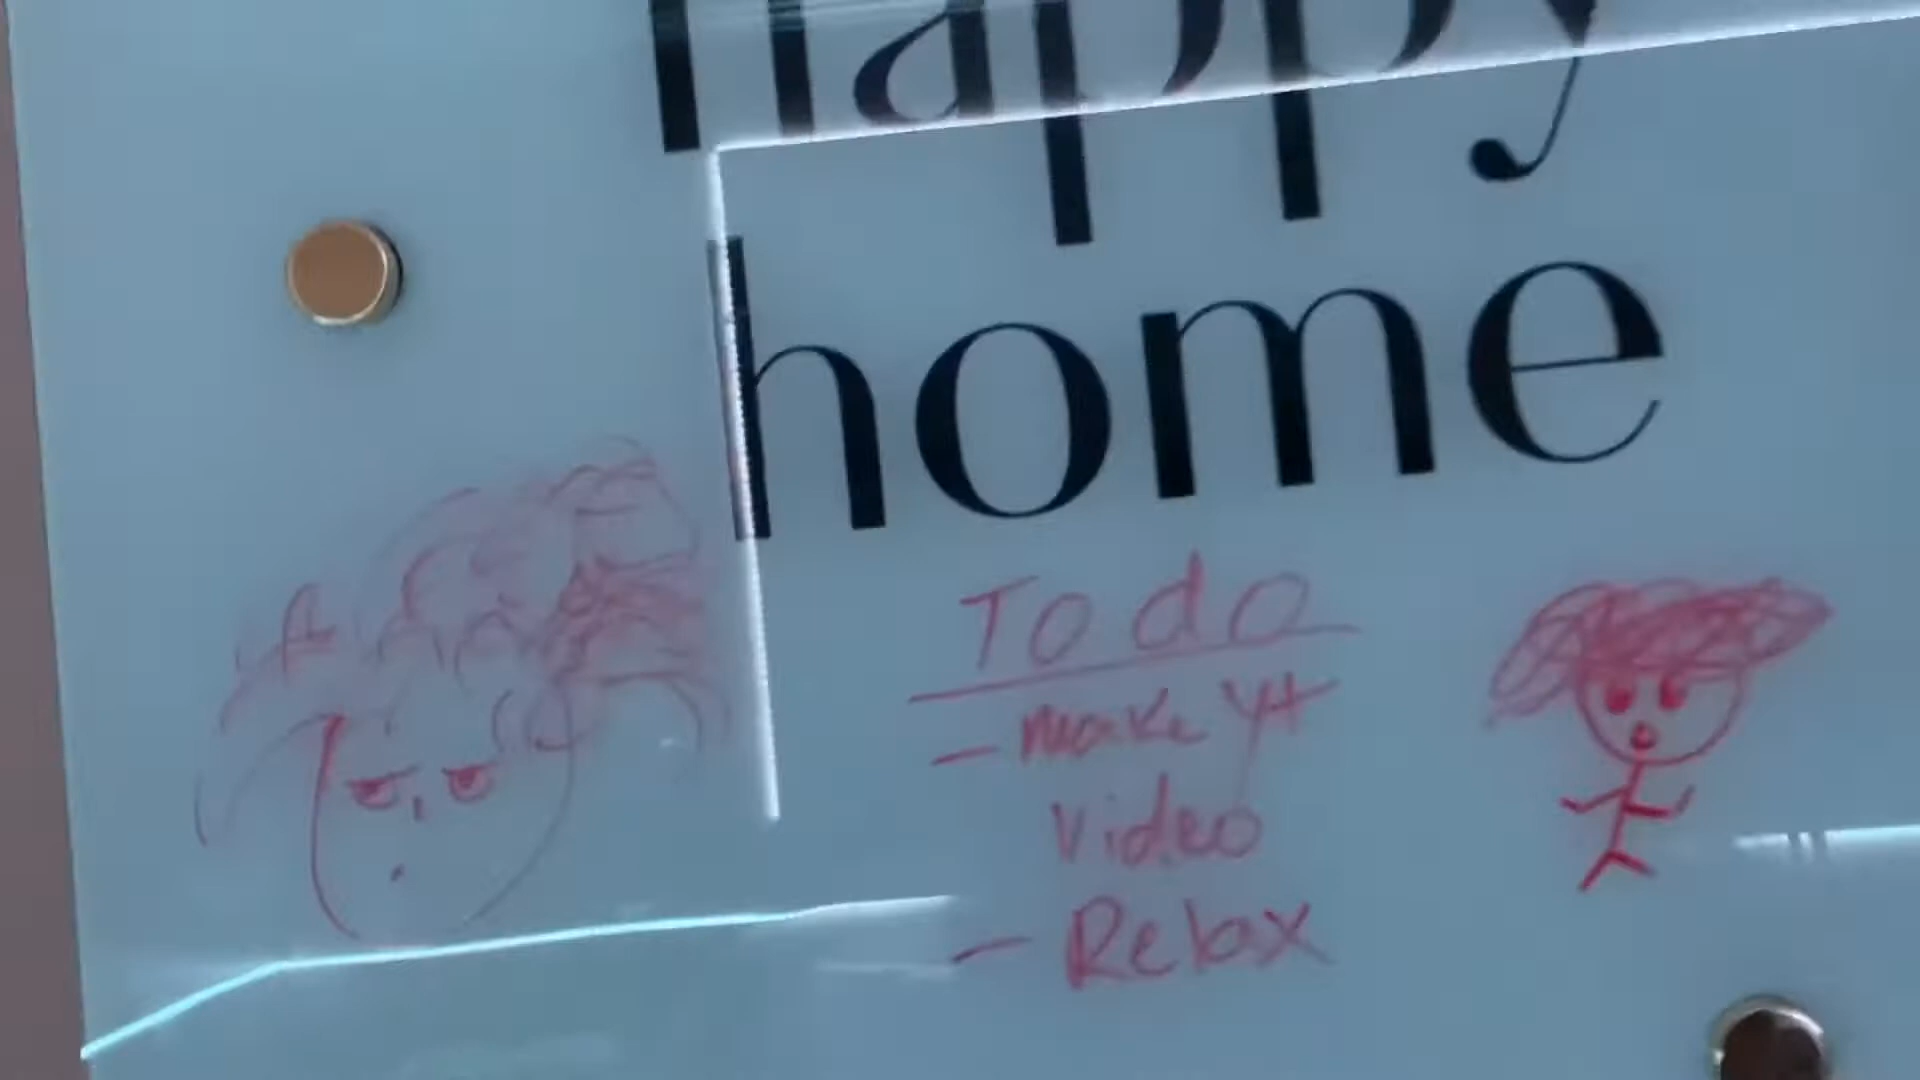 happy
home
To do
- make yt
video
- Relax